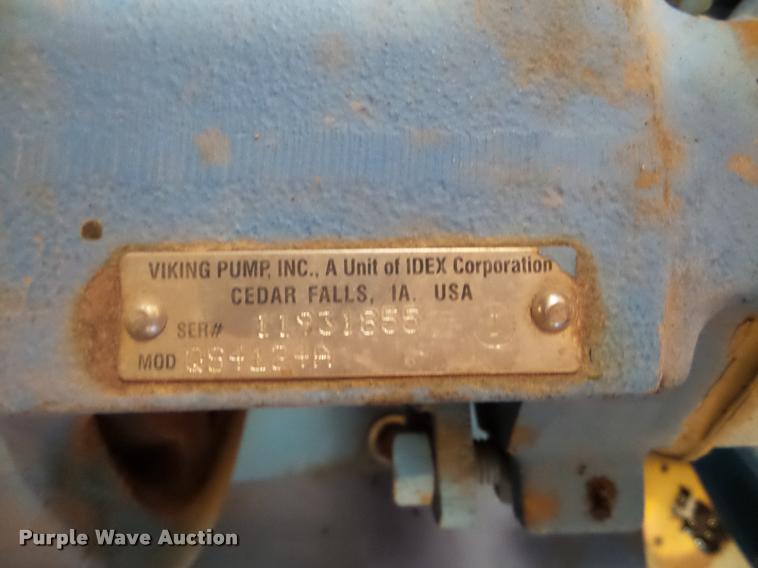 VIKING PUMP, INC., A Unit of IDEX Corporation
CEDAR FALLS, IA. USA
SER# 11931655
MOD QS4124A
Purple Wave Auction